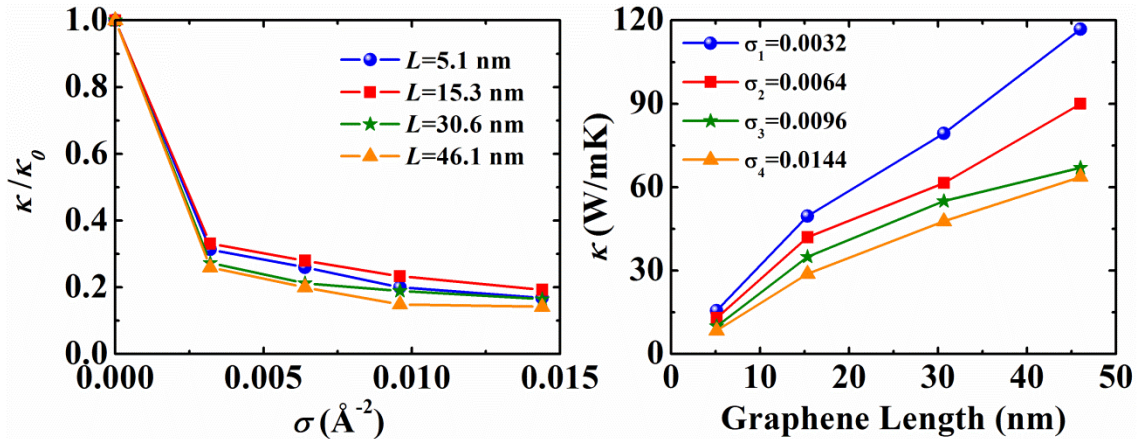 1.0
0.8
0.6
0.4
0.2
0.0
κ/κ₀
L=5.1 nm
L=15.3 nm
L=30.6 nm
L=46.1 nm
0.000 0.005 0.010 0.015
σ (Å⁻²)
120
90
60
30
0
κ (W/mK)
σ₁=0.0032
σ₂=0.0064
σ₃=0.0096
σ₄=0.0144
0 10 20 30 40 50
Graphene Length (nm)